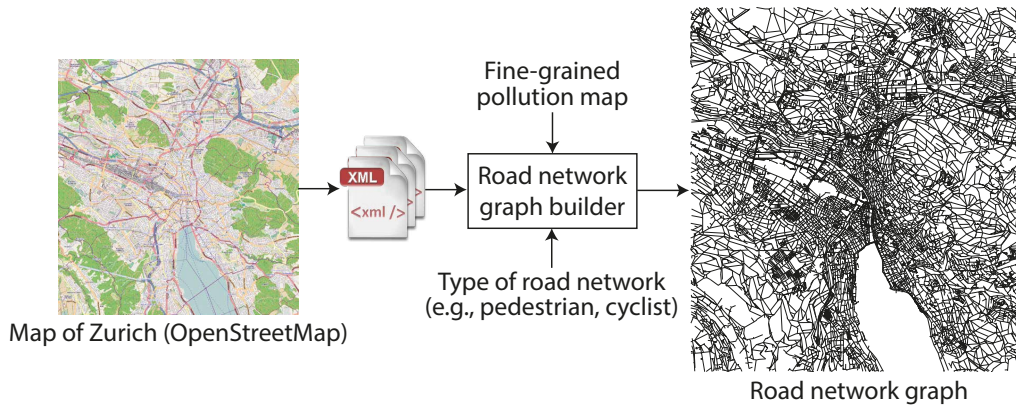 Fine-grained
pollution map
XML
<xml />
>
>
Road network
graph builder
Type of road network
(e.g., pedestrian, cyclist)
Map of Zurich (OpenStreetMap)
Road network graph